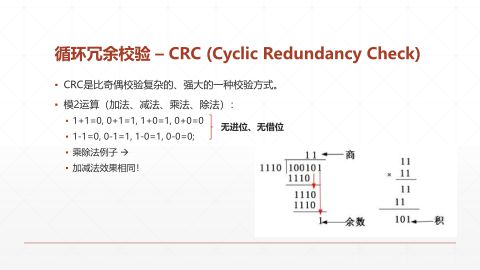 循环冗余校验 – CRC (Cyclic Redundancy Check)
CRC是比奇偶校验复杂的、强大的一种校验方式。
模2运算（加法、减法、乘法、除法）：
1+1=0, 0+1=1, 1+0=1, 0+0=0
1-1=0, 0-1=1, 1-0=1, 0-0=0;
无进位、无借位
乘除法例子 →
加减法效果相同！
11 商
1110 100101
1110
1110
1110
1 余数
11
× 11
11
11
101 积